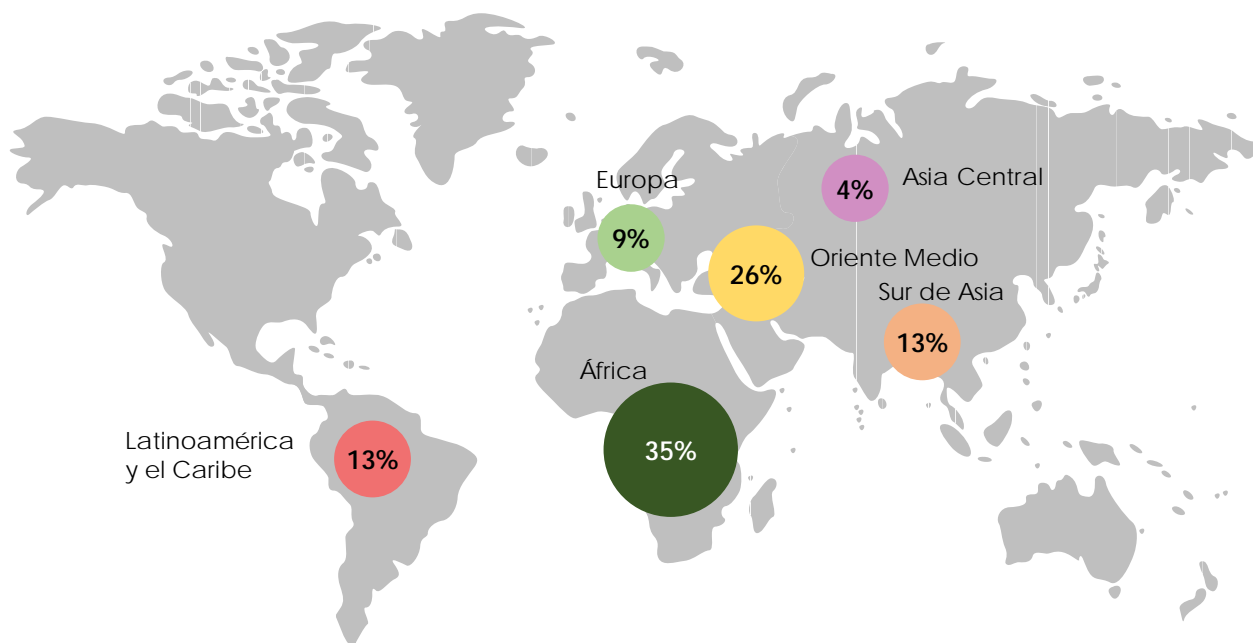 Europa
9%
4%
Asia Central
26%
Oriente Medio
Sur de Asia
13%
África
35%
Latinoamérica
y el Caribe
13%